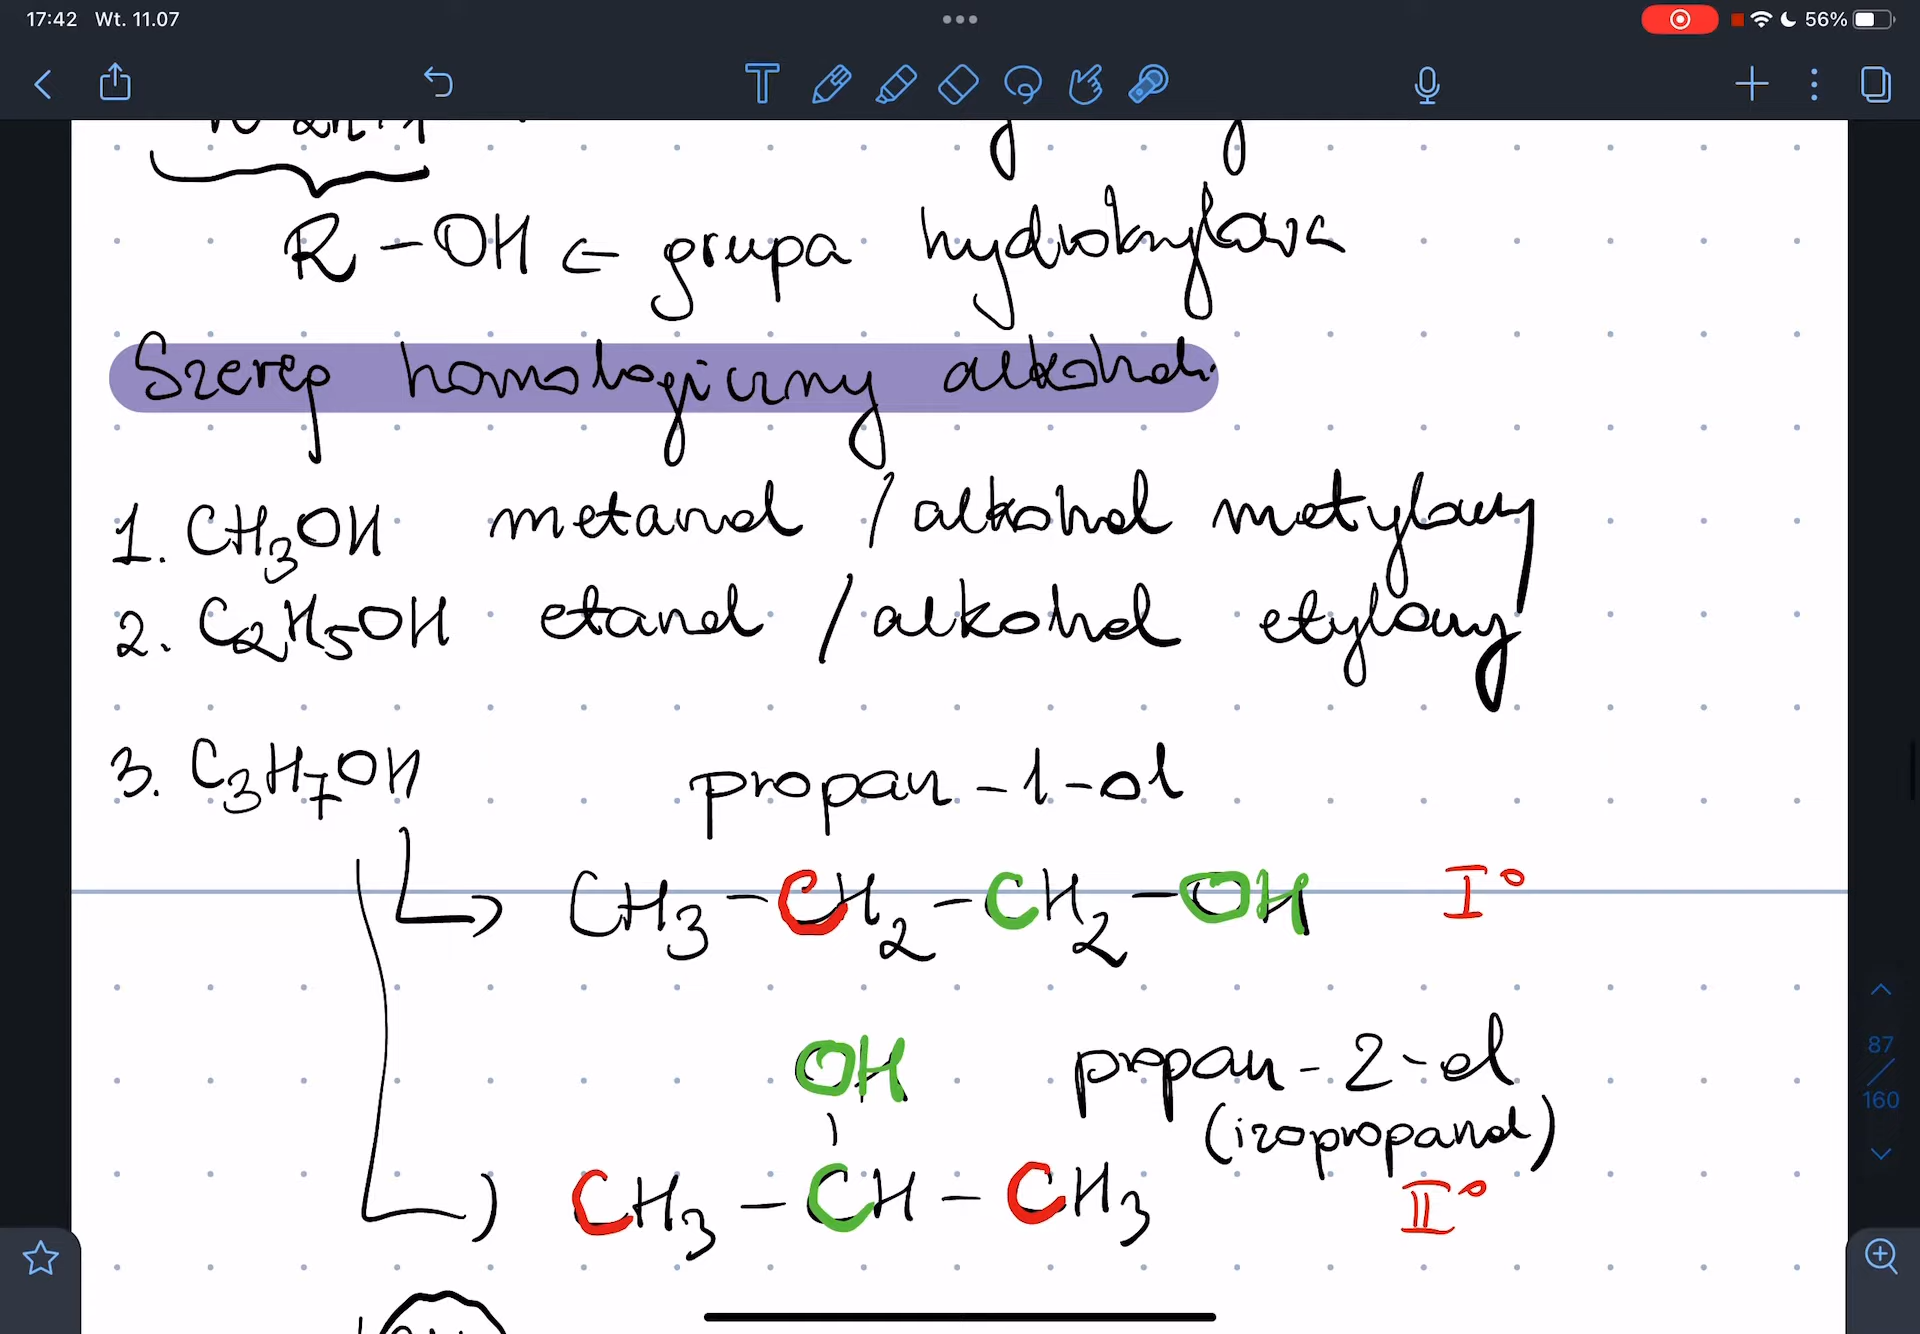 17:42 Wt. 11.07
56%
R-OH ← grupa hydroksylowa
Szereg homologiczny alkoholi
1. CH₃OH metanol / alkohol metylowy
2. C₂H₅OH etanol / alkohol etylowy
3. C₃H₇OH propan-1-ol
CH₃-CH₂-CH₂-OH I°
OH propan-2-ol
(izopropanol)
CH₃-CH-CH₃ II°
87
/
160